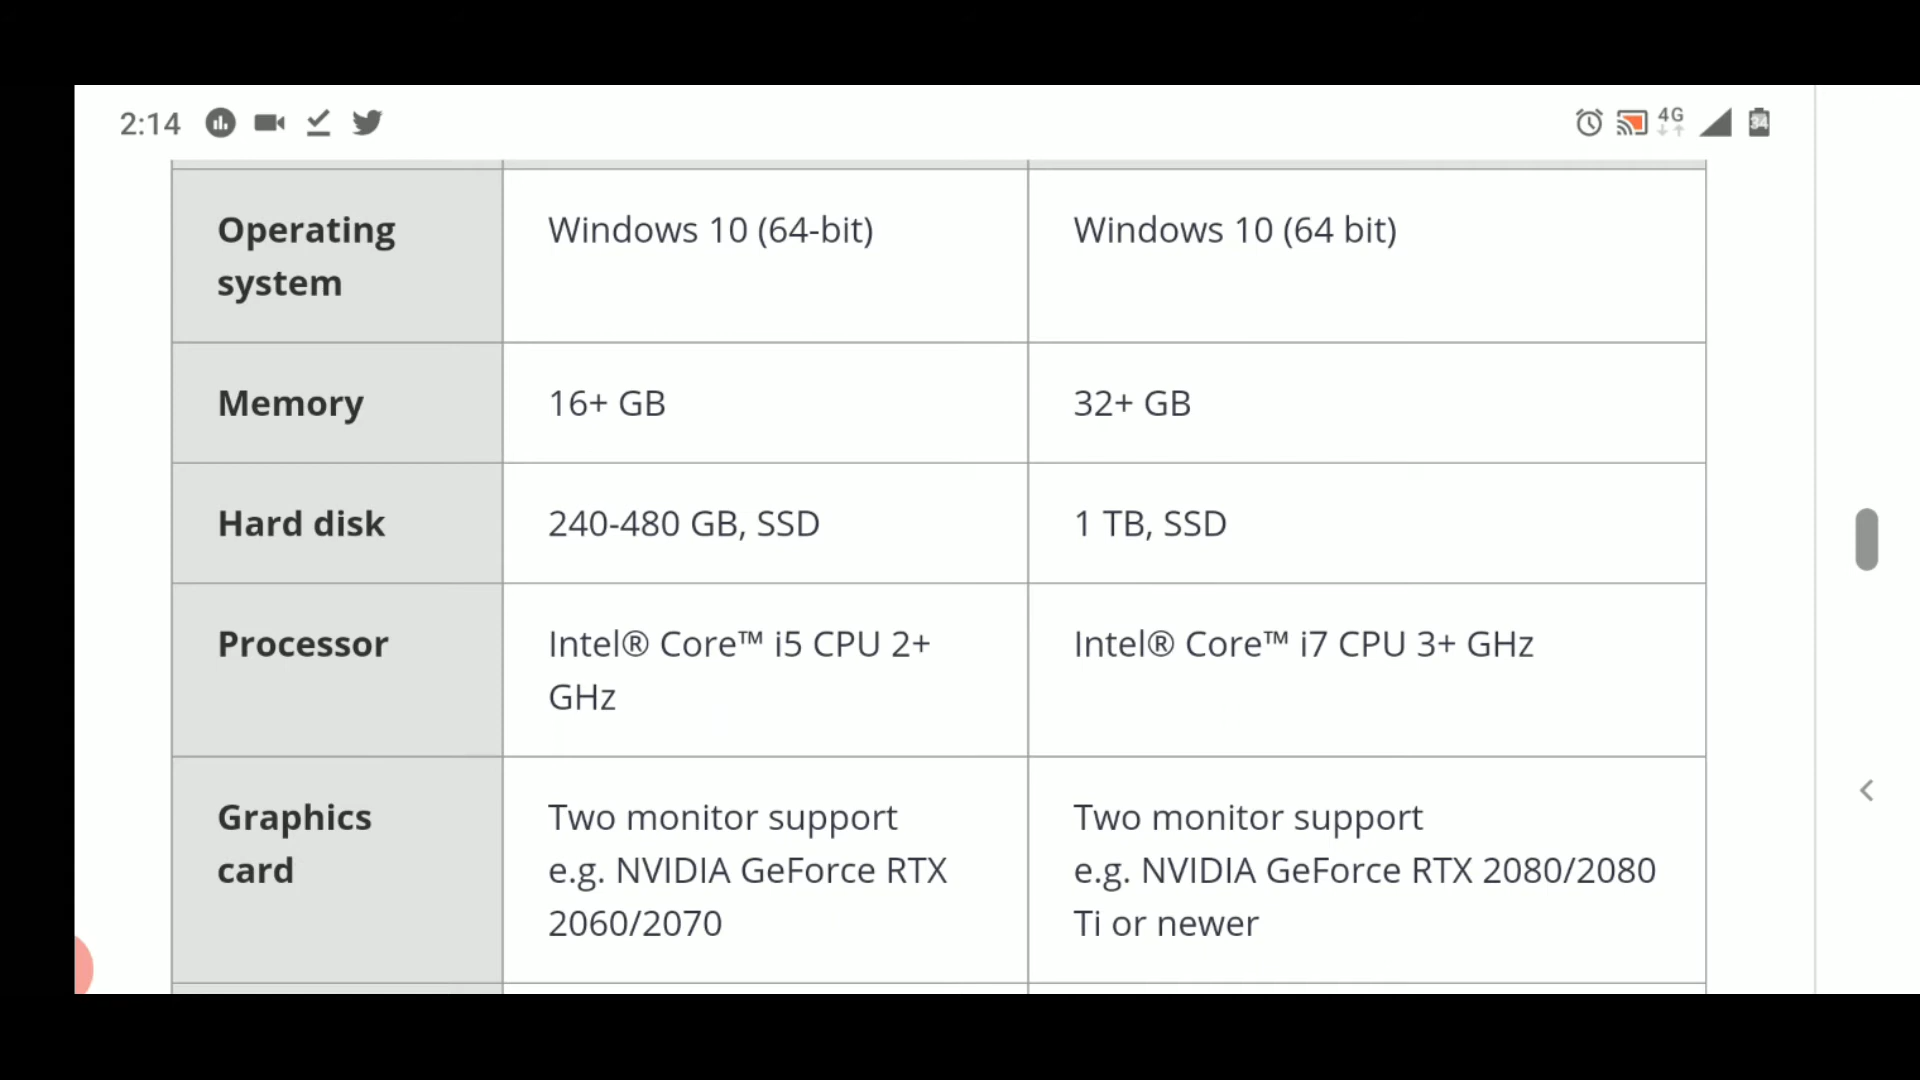 2:14
4G
34
Operating
system
Windows 10 (64-bit)
Windows 10 (64 bit)
Memory
16+ GB
32+ GB
Hard disk
240-480 GB, SSD
1 TB, SSD
Processor
Intel® Core™ i5 CPU 2+
GHz
Intel® Core™ i7 CPU 3+ GHz
Graphics
card
Two monitor support
e.g. NVIDIA GeForce RTX
2060/2070
Two monitor support
e.g. NVIDIA GeForce RTX 2080/2080
Ti or newer